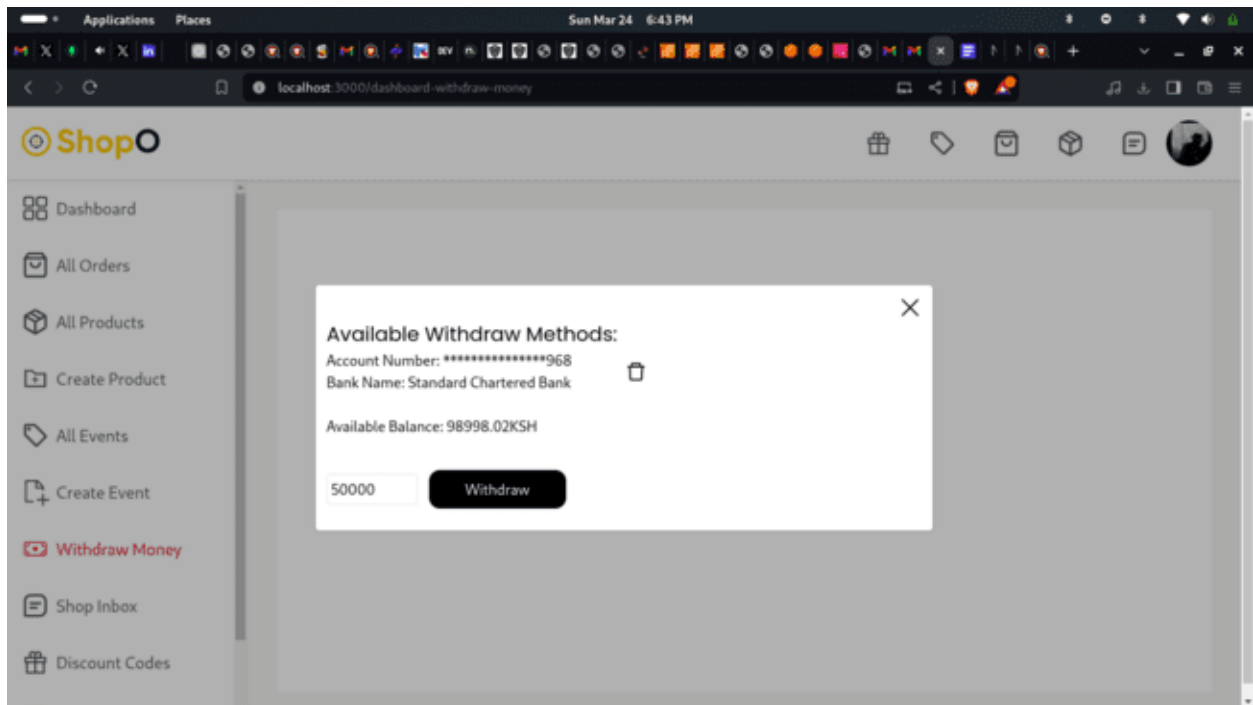 Applications Places Sun Mar 24 6:43 PM
localhost:3000/dashboard-withdraw-money
ShopO
Dashboard
All Orders
All Products
Create Product
All Events
Create Event
Withdraw Money
Shop Inbox
Discount Codes
Available Withdraw Methods:
Account Number: ***************968
Bank Name: Standard Chartered Bank
Available Balance: 98998.02KSH
50000 Withdraw